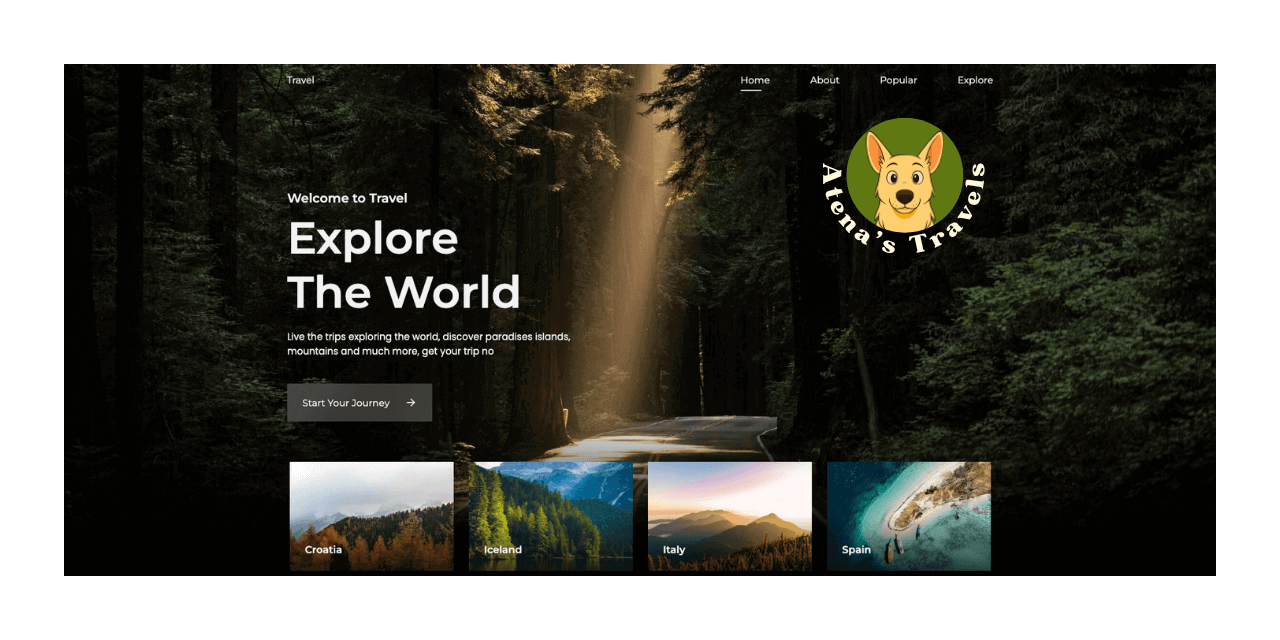 Travel
Home
About
Popular
Explore
Atena's Travels
Welcome to Travel
Explore
The World
Live the trips exploring the world, discover paradises islands,
mountains and much more, get your trip no
Start Your Journey
Croatia
Iceland
Italy
Spain